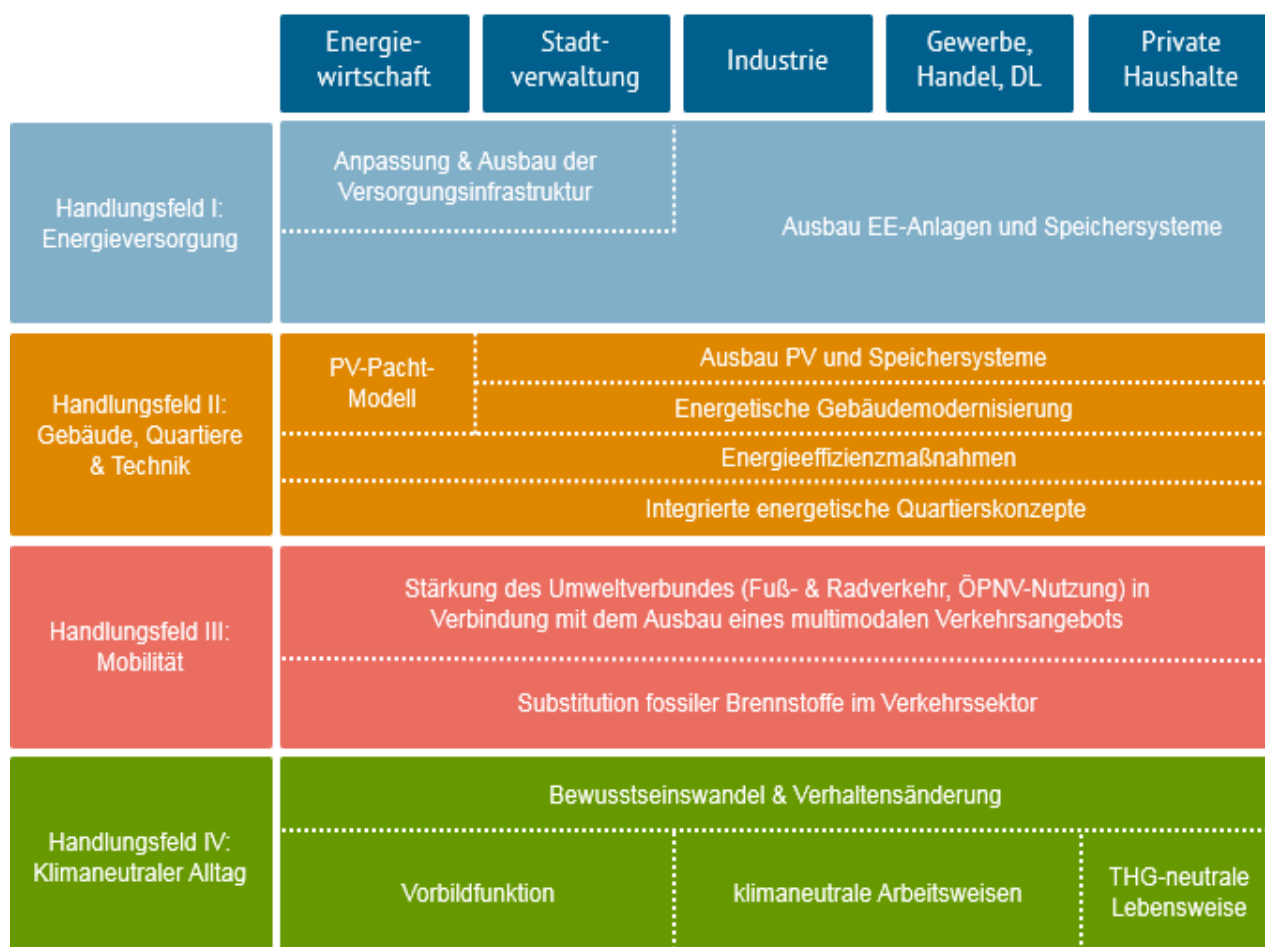 Energie-
wirtschaft
Stadt-
verwaltung
Industrie
Gewerbe,
Handel, DL
Private
Haushalte
Handlungsfeld I:
Energieversorgung
Anpassung & Ausbau der
Versorgungsinfrastruktur
Ausbau EE-Anlagen und Speichersysteme
Handlungsfeld II:
Gebäude, Quartiere
& Technik
PV-Pacht-
Modell
Ausbau PV und Speichersysteme
Energetische Gebäudemodernisierung
Energieeffizienzmaßnahmen
Integrierte energetische Quartierskonzepte
Handlungsfeld III:
Mobilität
Stärkung des Umweltverbundes (Fuß- & Radverkehr, ÖPNV-Nutzung) in
Verbindung mit dem Ausbau eines multimodalen Verkehrsangebots
Substitution fossiler Brennstoffe im Verkehrssektor
Handlungsfeld IV:
Klimaneutraler Alltag
Bewusstseinswandel & Verhaltensänderung
Vorbildfunktion
klimaneutrale Arbeitsweisen
THG-neutrale
Lebensweise